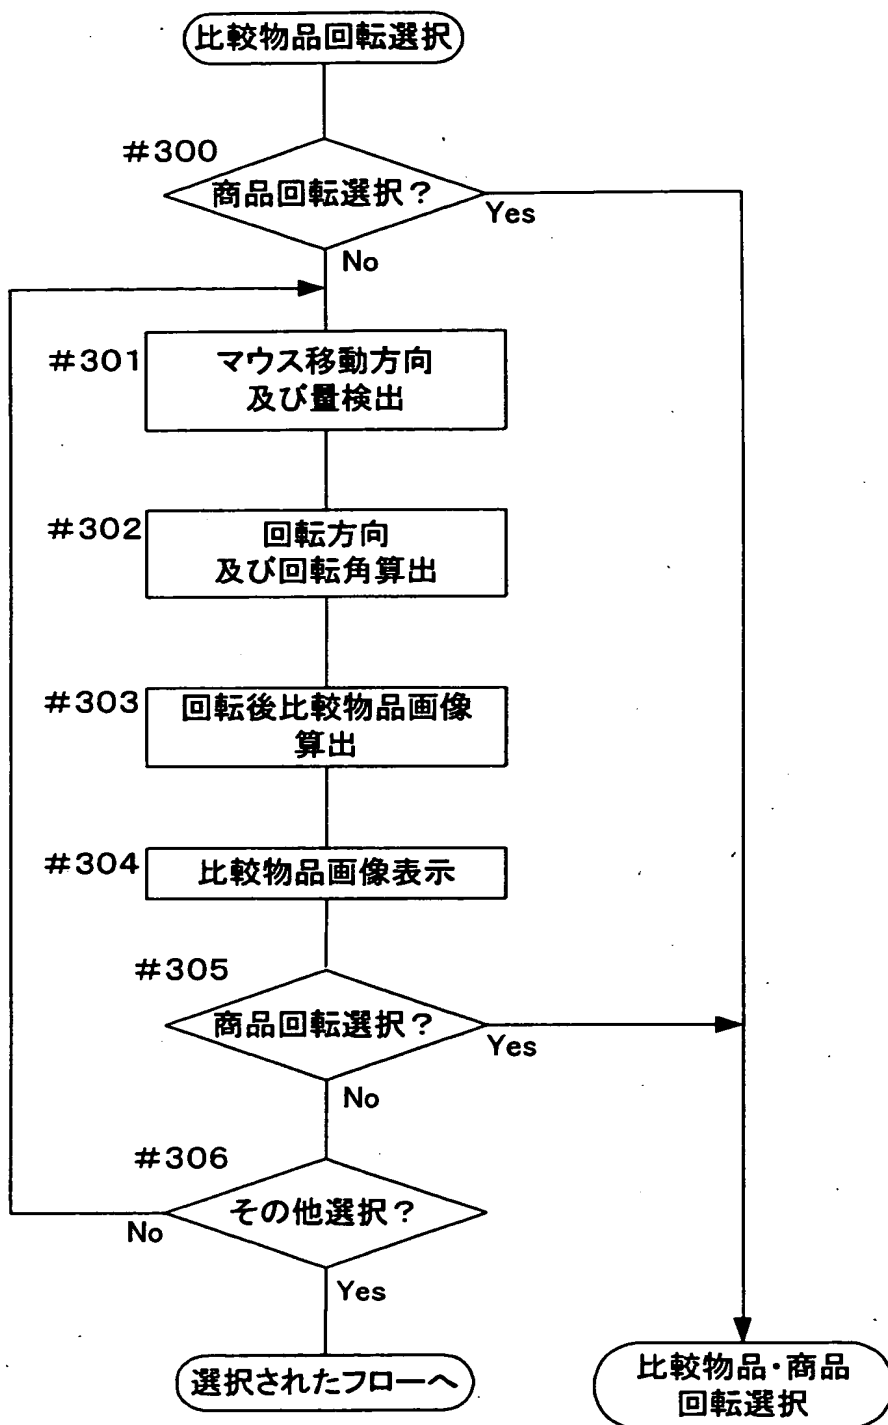 比較物品回転選択
#300
商品回転選択？
Yes
No
#301
マウス移動方向
及び量検出
#302
回転方向
及び回転角算出
#303
回転後比較物品画像
算出
#304
比較物品画像表示
#305
商品回転選択？
Yes
No
#306
その他選択？
No
Yes
選択されたフローへ
比較物品・商品
回転選択